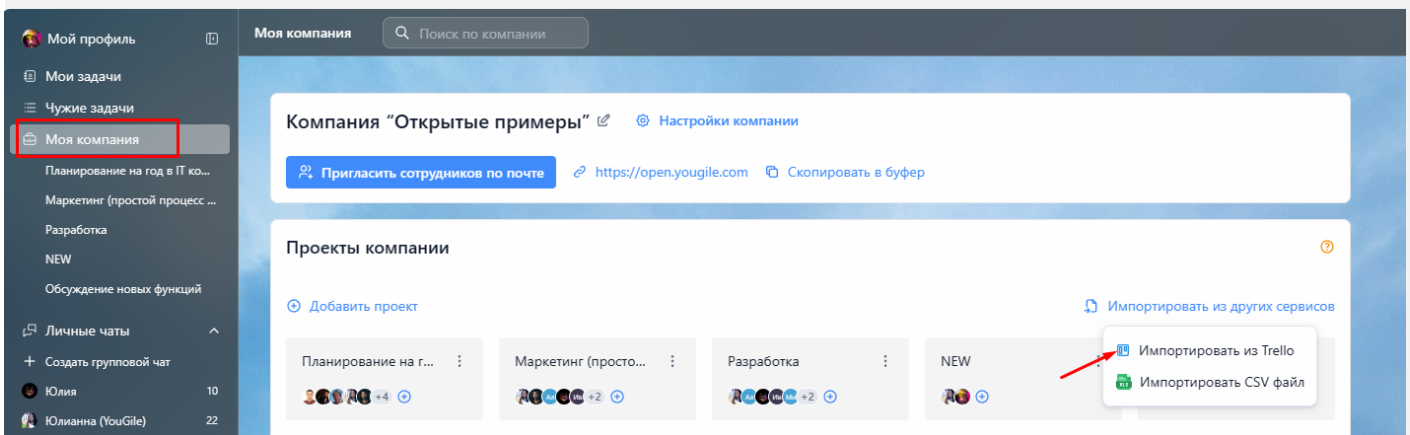 Мой профиль
Мои задачи
Чужие задачи
Моя компания
Планирование на год в IT ко...
Маркетинг (простой процесс ...
Разработка
NEW
Обсуждение новых функций
Личные чаты
Создать групповой чат
Юлия 10
Юлианна (YouGile) 22
Моя компания Поиск по компании
Компания “Открытые примеры” Настройки компании
Пригласить сотрудников по почте https://open.yougile.com Скопировать в буфер
Проекты компании
Добавить проект Импортировать из других сервисов
Импортировать из Trello
Импортировать CSV файл
Планирование на г... Маркетинг (просто... Разработка NEW
+4 +2 +2